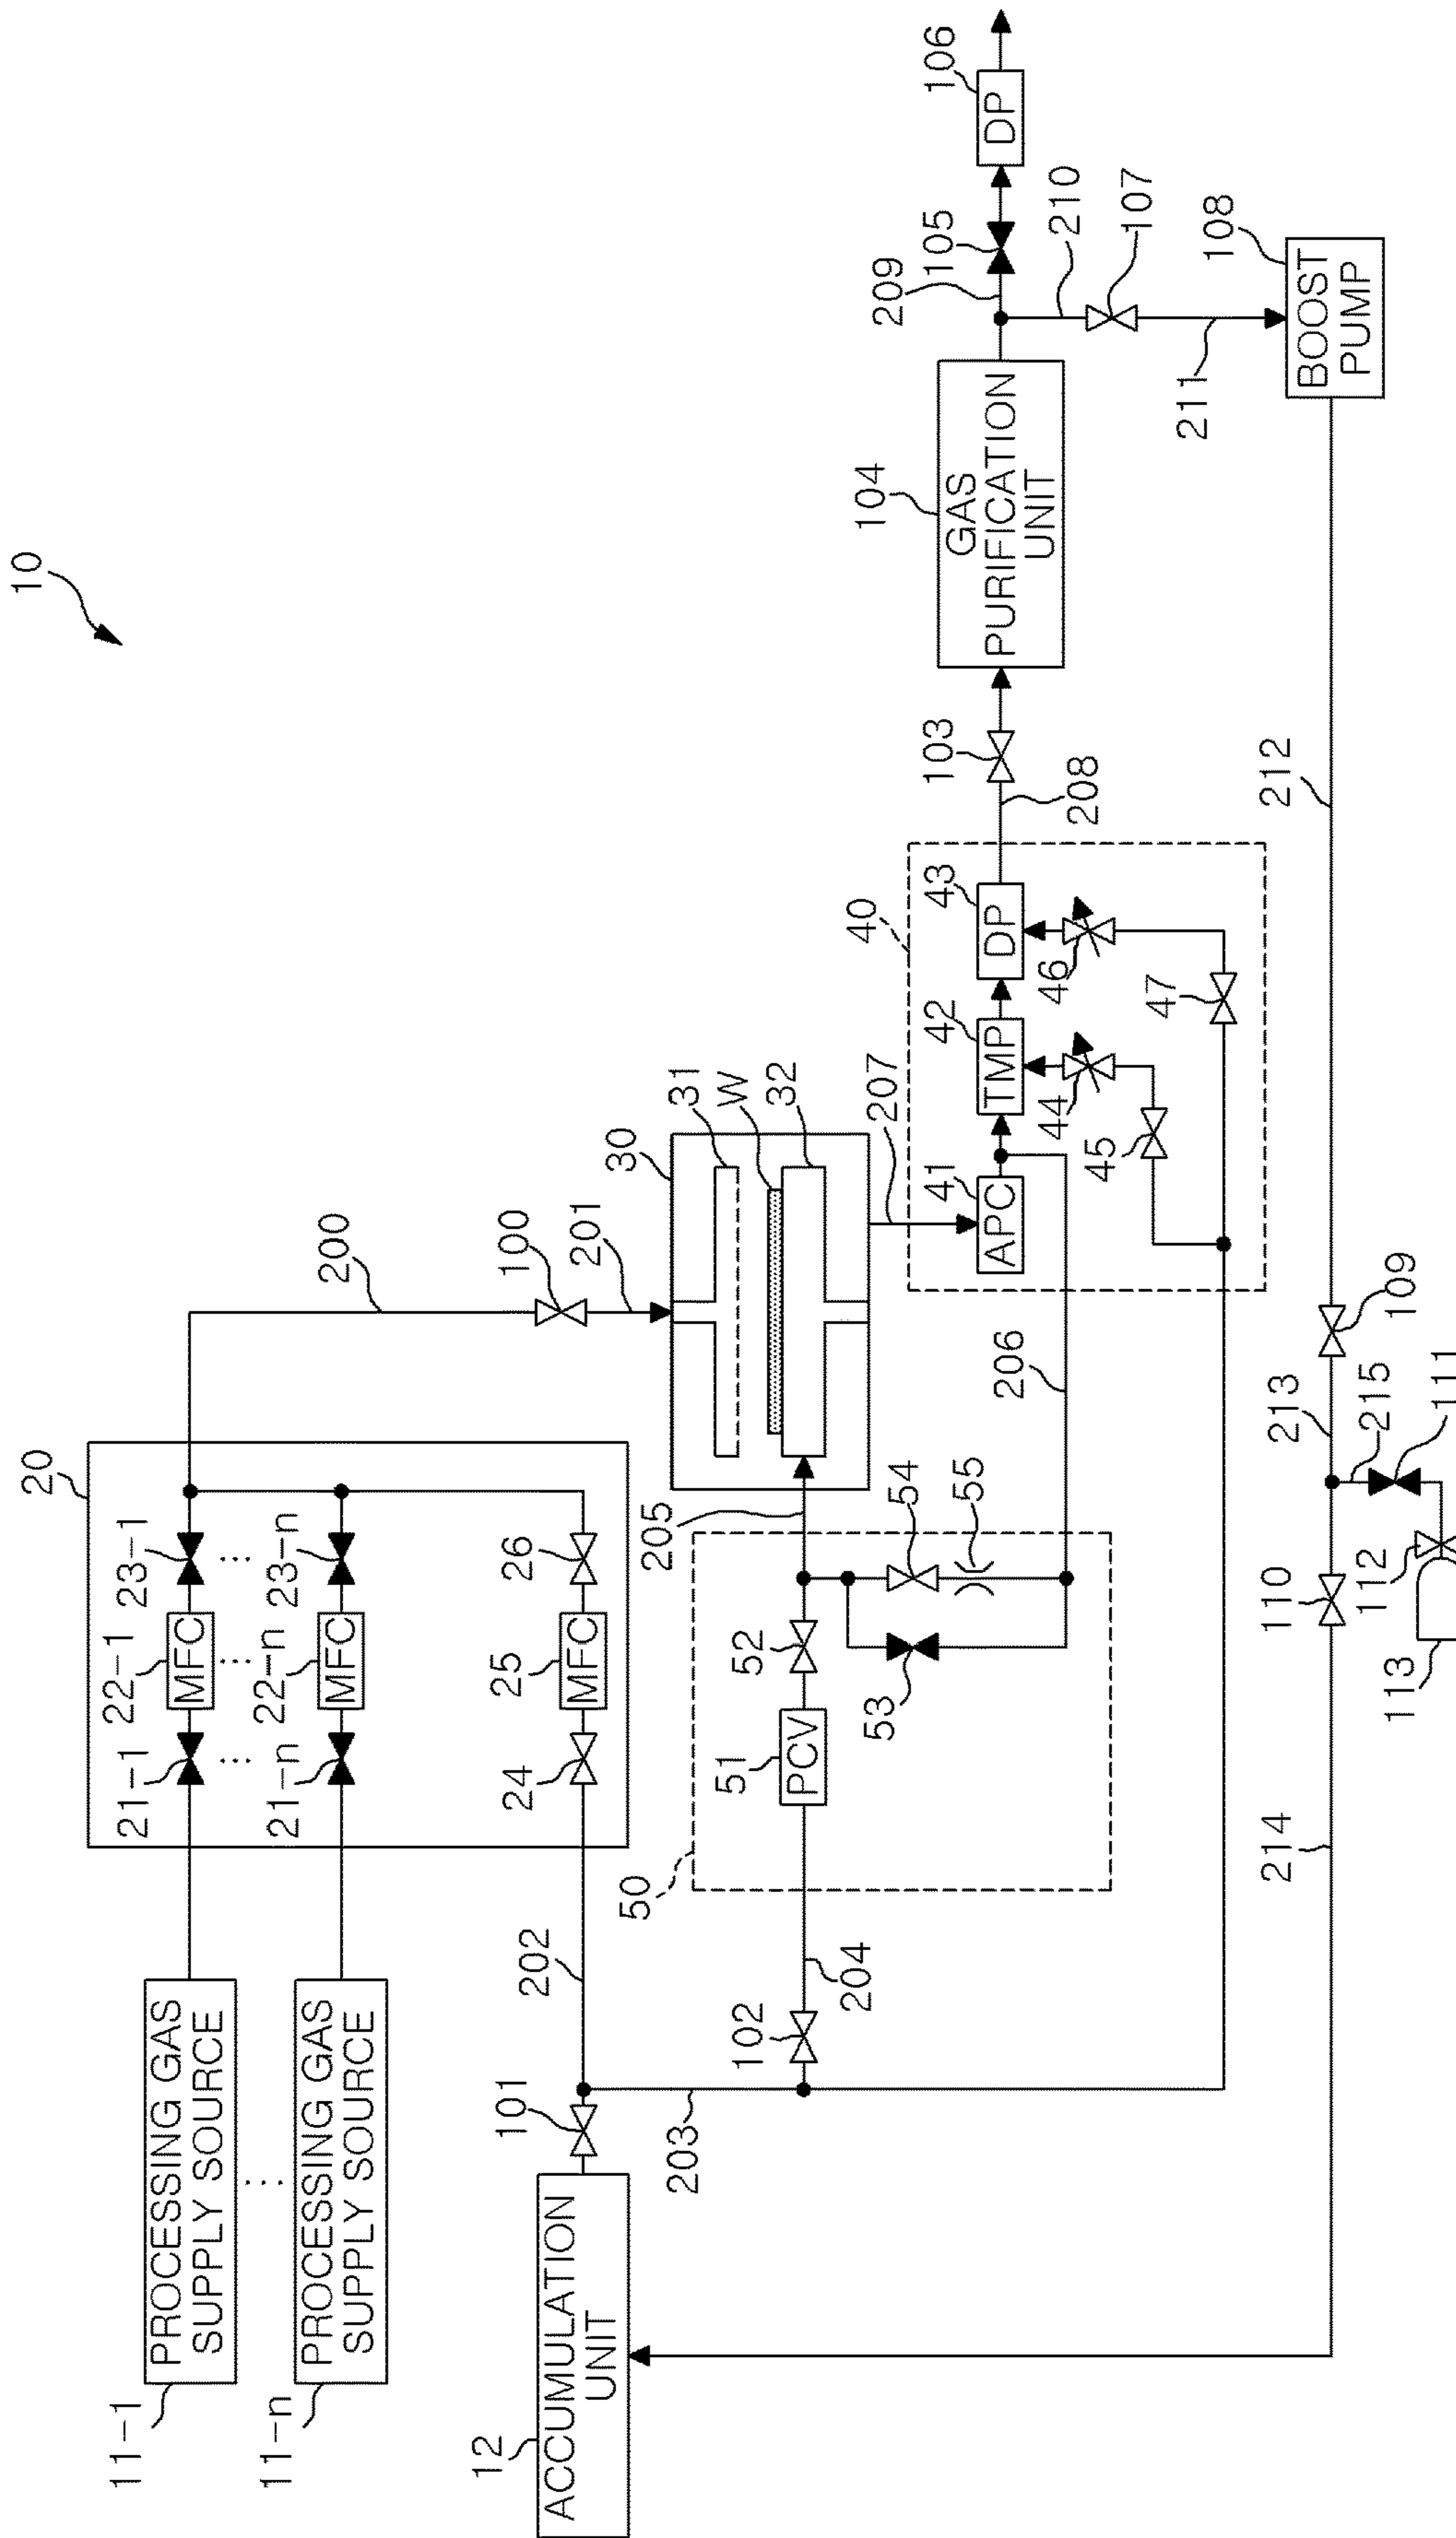 10
20
200
21-1
22-1
23-1
MFC
11-1
PROCESSING GAS
SUPPLY SOURCE
21-n
22-n
23-n
MFC
11-n
PROCESSING GAS
SUPPLY SOURCE
24
25
26
MFC
100
201
202
101
12
ACCUMULATION
UNIT
203
102
204
50
51
PCV
52
53
54
55
205
206
30
31
W
32
207
40
41
APC
42
TMP
43
DP
44
45
46
47
208
103
104
GAS
PURIFICATION
UNIT
209
105
106
DP
210
107
211
108
BOOST
PUMP
212
109
213
215
111
110
112
113
214